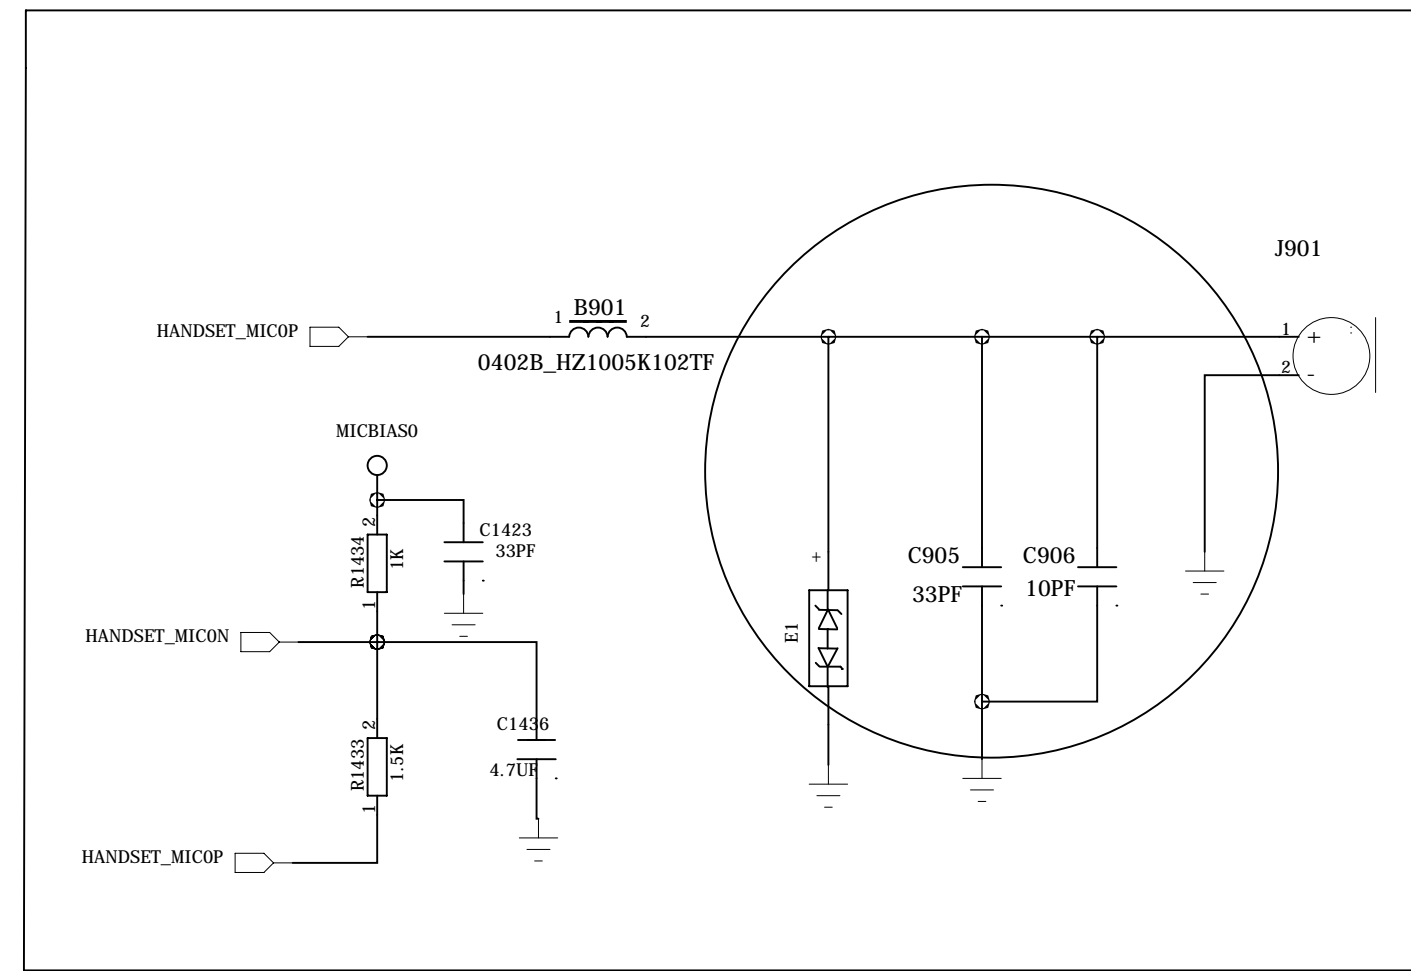 J901
B901
1
2
HANDSET_MIC0P
0402B_HZ1005K102TF
1
+
2
-
MICBIAS0
2
R1434
1K
1
C1423
33PF
+
C905
33PF
C906
10PF
E1
HANDSET_MIC0N
2
R1433
1.5K
1
C1436
4.7UF
HANDSET_MIC0P